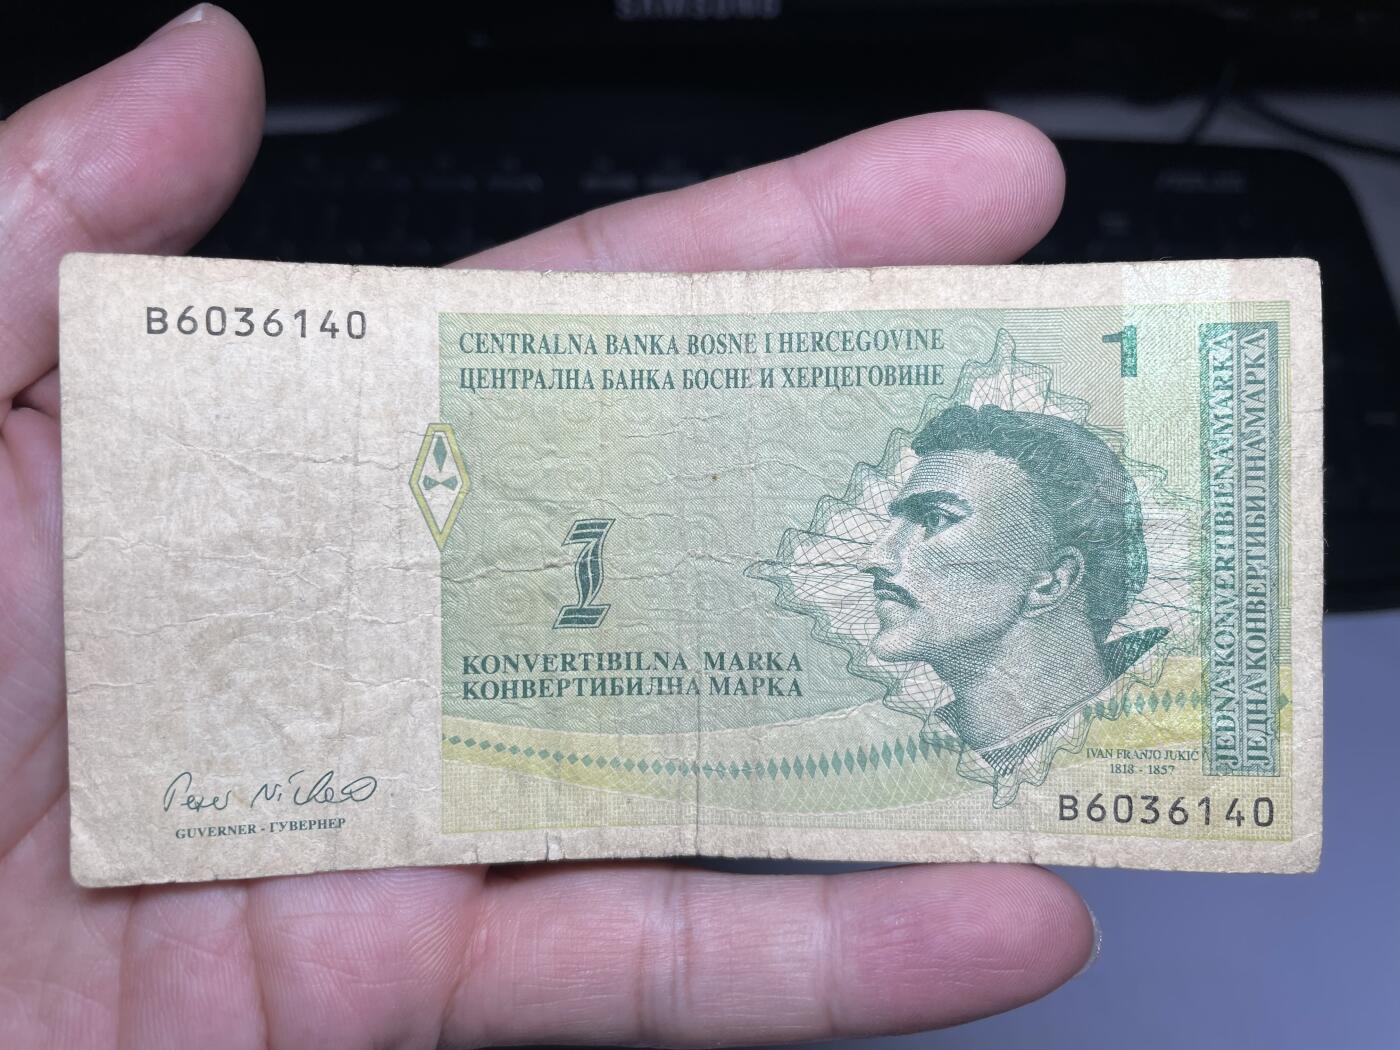 SAMSUNG
B6036140
CENTRALNA BANKA BOSNE I HERCEGOVINE
ЦЕНТРАЛНА БАНКА БОСНЕ И ХЕРЦЕГОВИНЕ
1
1
KONVERTIBILNA MARKA
КОНВЕРТИБИЛНА МАРКА
JEDNA KONVERTIBILNA MARKA
ЈЕДНА КОНВЕРТИБИЛНА МАРКА
IVAN FRANJO JUKIĆ
1818 - 1857
B6036140
GUVERNER - ГУВЕРНЕР